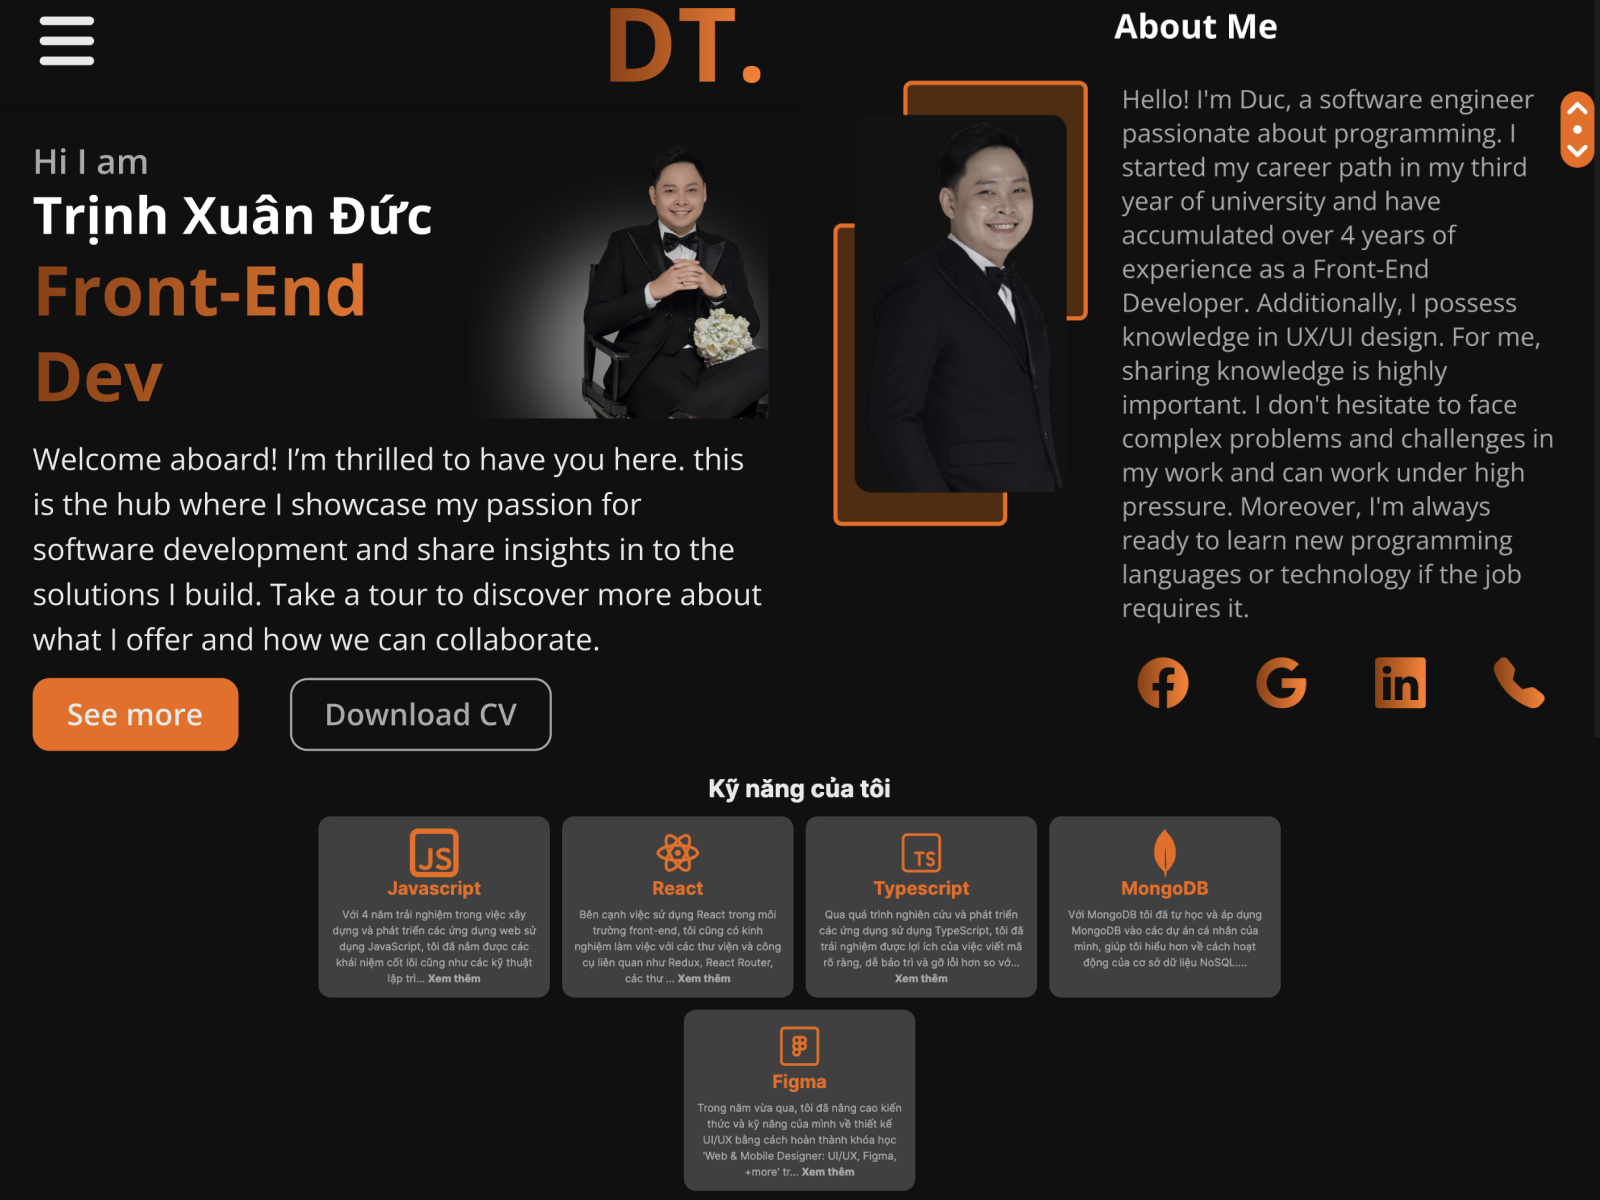 DT.
Hi I am
Trịnh Xuân Đức
Front-End
Dev
Welcome aboard! I’m thrilled to have you here. this
is the hub where I showcase my passion for
software development and share insights in to the
solutions I build. Take a tour to discover more about
what I offer and how we can collaborate.
See more
Download CV
About Me
Hello! I'm Duc, a software engineer
passionate about programming. I
started my career path in my third
year of university and have
accumulated over 4 years of
experience as a Front-End
Developer. Additionally, I possess
knowledge in UX/UI design. For me,
sharing knowledge is highly
important. I don't hesitate to face
complex problems and challenges in
my work and can work under high
pressure. Moreover, I'm always
ready to learn new programming
languages or technology if the job
requires it.
Kỹ năng của tôi
JS
Javascript
Với 4 năm trải nghiệm trong việc xây
dựng và phát triển các ứng dụng web sử
dụng JavaScript, tôi đã nắm được các
khái niệm cốt lõi cũng như các kỹ thuật
lập trì... Xem thêm
React
Bên cạnh việc sử dụng React trong môi
trường front-end, tôi cũng có kinh
nghiệm làm việc với các thư viện và công
cụ liên quan như Redux, React Router,
các thư ... Xem thêm
TS
Typescript
Qua quá trình nghiên cứu và phát triển
các ứng dụng sử dụng TypeScript, tôi đã
trải nghiệm được lợi ích của việc viết mã
rõ ràng, dễ bảo trì và gỡ lỗi hơn so vớ...
Xem thêm
MongoDB
Với MongoDB tôi đã tự học và áp dụng
MongoDB vào các dự án cá nhân của
mình, giúp tôi hiểu hơn về cách hoạt
động của cơ sở dữ liệu NoSQL....
Figma
Trong năm vừa qua, tôi đã nâng cao kiến
thức và kỹ năng của mình về thiết kế
UI/UX bằng cách hoàn thành khóa học
'Web & Mobile Designer: UI/UX, Figma,
+more' tr... Xem thêm